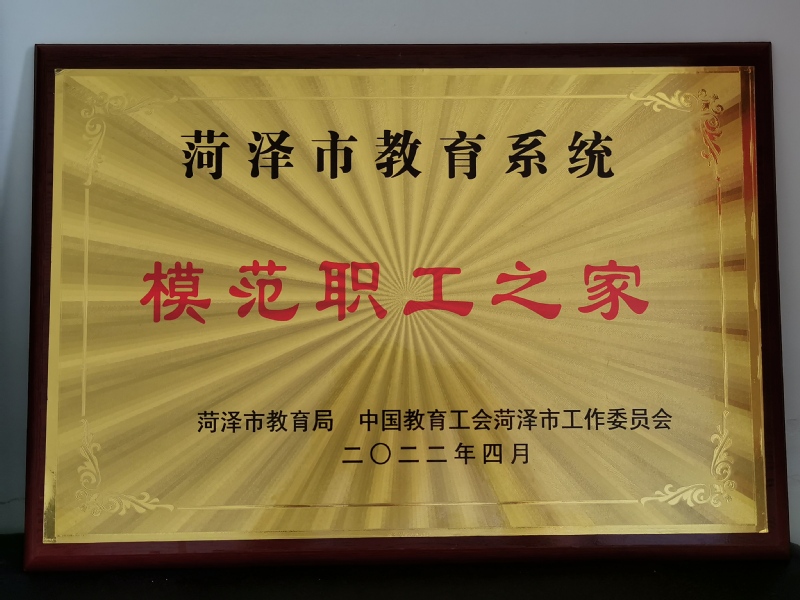 菏泽市教育系统
模范职工之家
菏泽市教育局 中国教育工会菏泽市工作委员会
二〇二二年四月